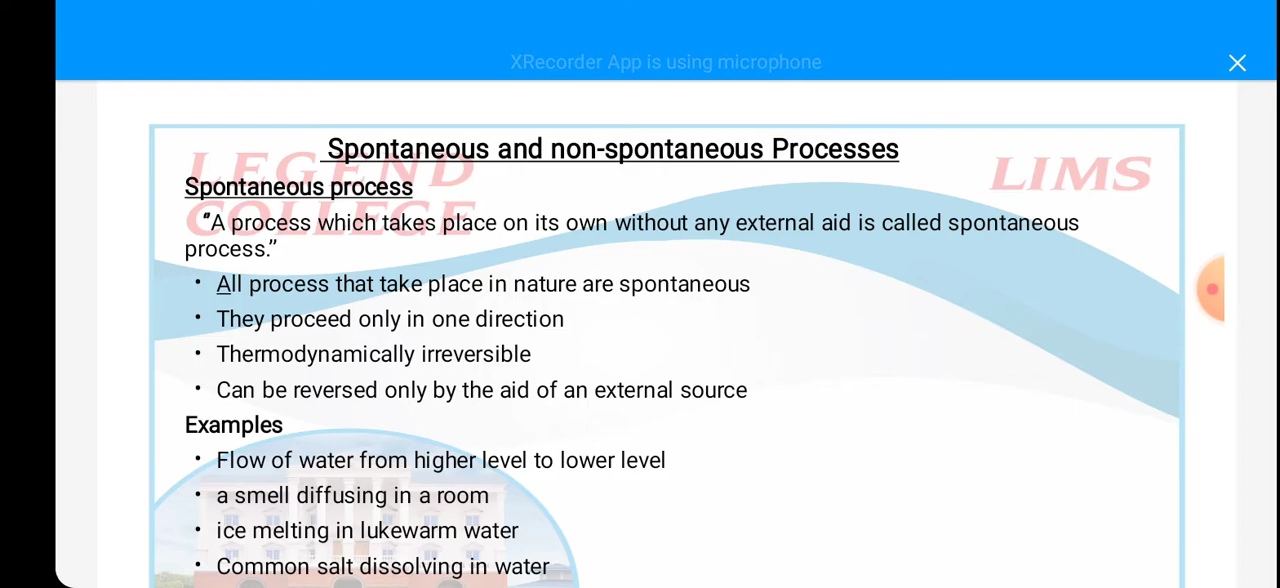 XRecorder App is using microphone
Spontaneous and non-spontaneous Processes
LEGEND
COLLEGE
LIMS
Spontaneous process
”A process which takes place on its own without any external aid is called spontaneous
process.”
• All process that take place in nature are spontaneous
• They proceed only in one direction
• Thermodynamically irreversible
• Can be reversed only by the aid of an external source
Examples
• Flow of water from higher level to lower level
• a smell diffusing in a room
• ice melting in lukewarm water
• Common salt dissolving in water